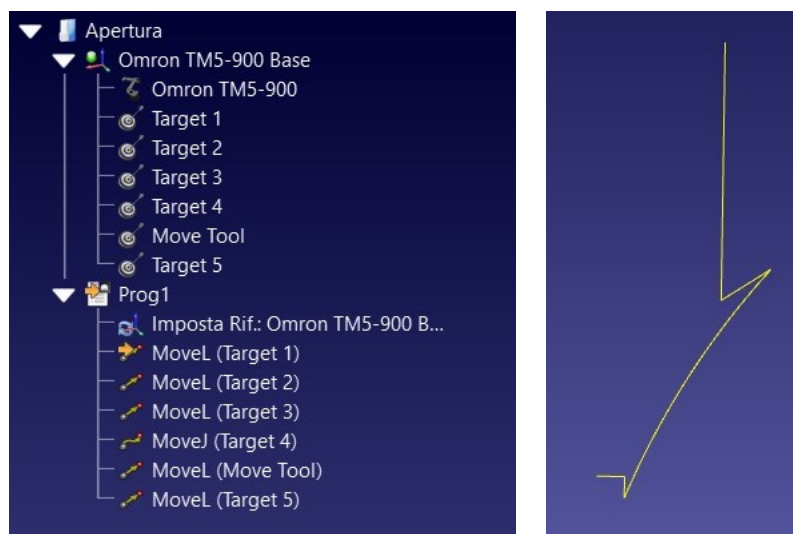 Apertura
Omron TM5-900 Base
Omron TM5-900
Target 1
Target 2
Target 3
Target 4
Move Tool
Target 5
Prog1
Imposta Rif.: Omron TM5-900 B...
MoveL (Target 1)
MoveL (Target 2)
MoveL (Target 3)
MoveJ (Target 4)
MoveL (Move Tool)
MoveL (Target 5)